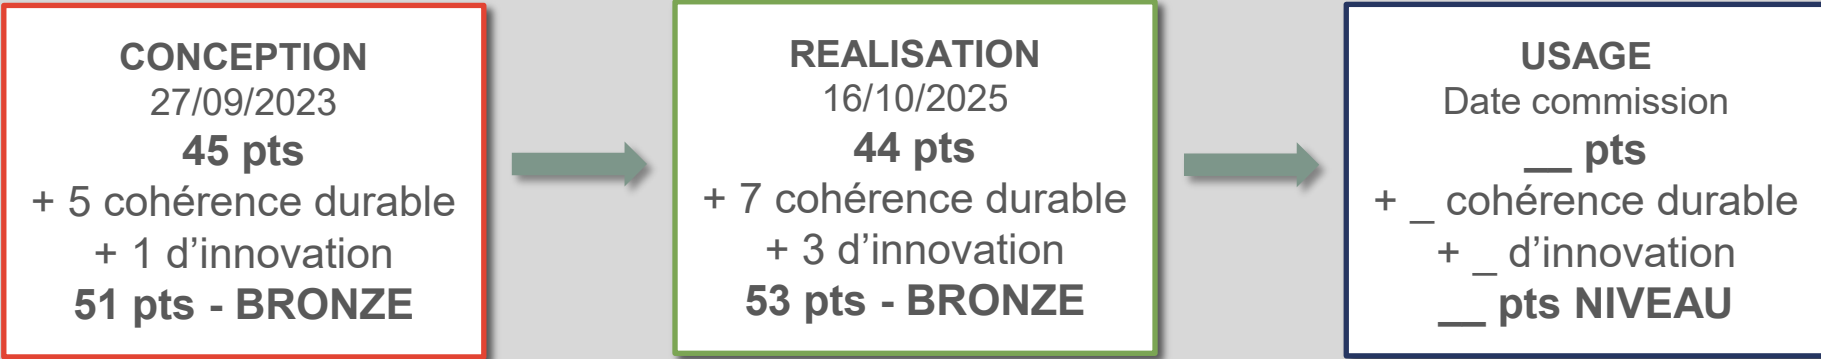 CONCEPTION
27/09/2023
45 pts
+ 5 cohérence durable
+ 1 d’innovation
51 pts - BRONZE
REALISATION
16/10/2025
44 pts
+ 7 cohérence durable
+ 3 d’innovation
53 pts - BRONZE
USAGE
Date commission
__ pts
+ _ cohérence durable
+ _ d’innovation
__ pts NIVEAU